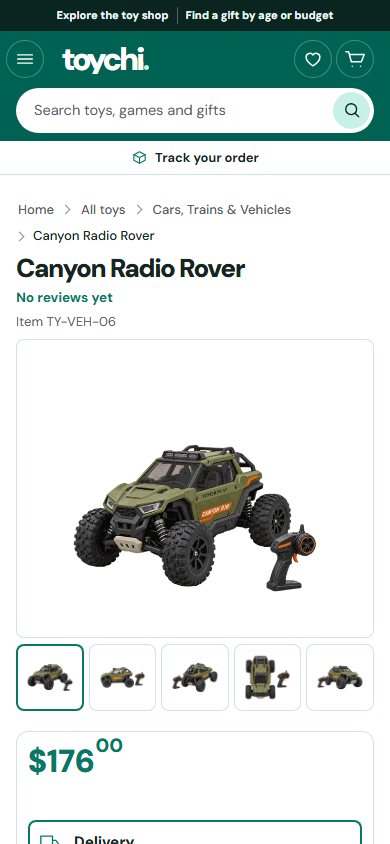 Explore the toy shop Find a gift by age or budget
toychi.
Search toys, games and gifts
Track your order
Home All toys Cars, Trains & Vehicles
Canyon Radio Rover
Canyon Radio Rover
No reviews yet
Item TY-VEH-06
$176 00
Delivery